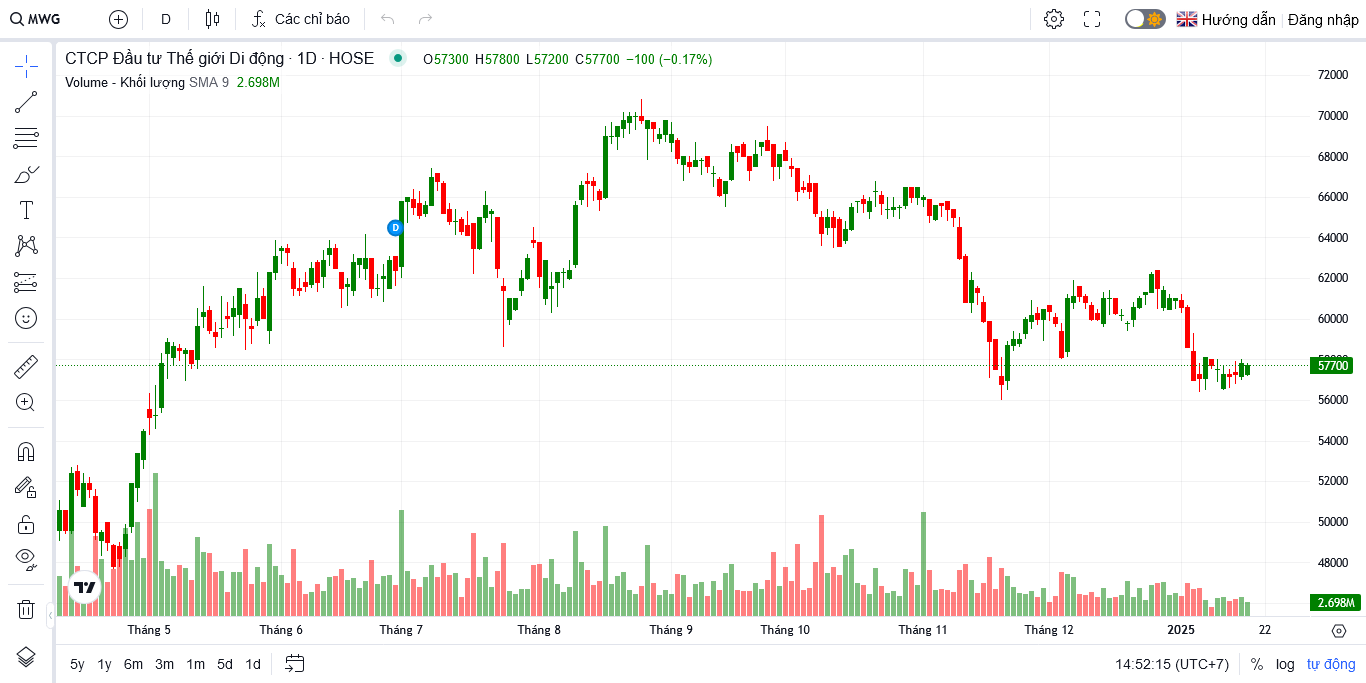 MWG D Các chỉ báo Hướng dẫn Đăng nhập
CTCP Đầu tư Thế giới Di động · 1D · HOSE O57300 H57800 L57200 C57700 −100 (−0.17%)
Volume - Khối lượng SMA 9 2.698M
72000
70000
68000
66000
D
64000
62000
60000
58000
57700
56000
54000
52000
50000
48000
2.698M
Tháng 5 Tháng 6 Tháng 7 Tháng 8 Tháng 9 Tháng 10 Tháng 11 Tháng 12 2025 22
5y 1y 6m 3m 1m 5d 1d 14:52:15 (UTC+7) % log tự động